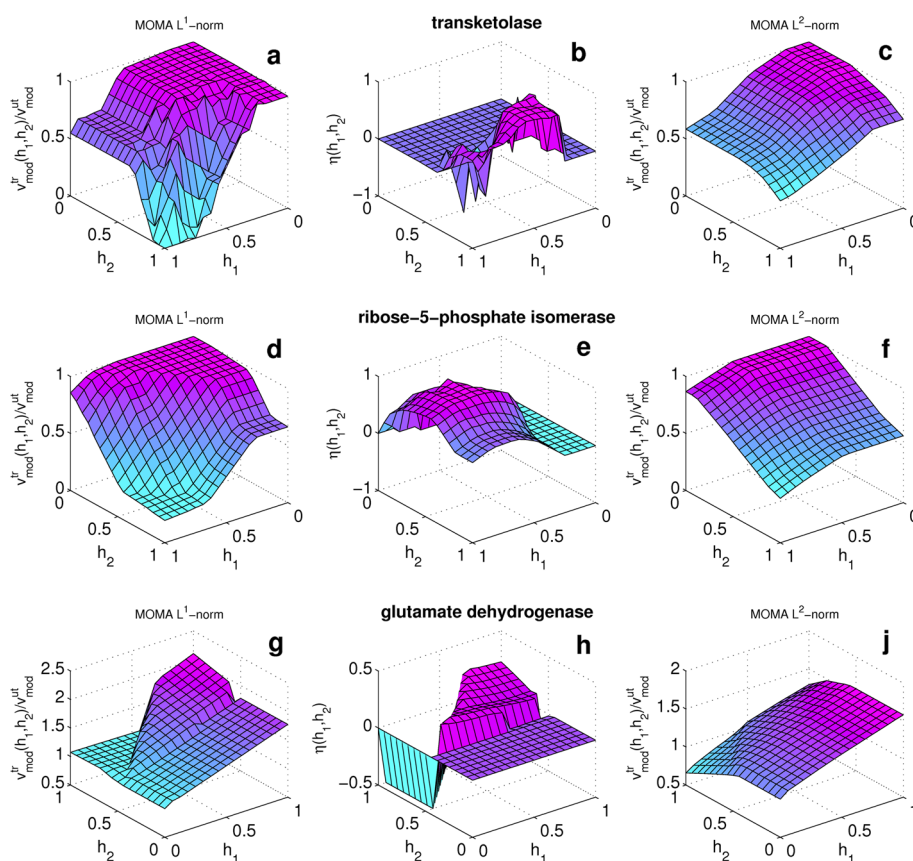 MOMA L¹-norm
transketolase
MOMA L²-norm
a
b
c
v^tr_mod(h₁,h₂)/v^ut_mod
1
0.5
0
0
0.5
1
h₂
1
0.5
0
h₁
η(h₁,h₂)
1
0
−1
0
0.5
1
h₂
1
0.5
0
h₁
v^tr_mod(h₁,h₂)/v^ut_mod
1
0.5
0
0
0.5
1
h₂
1
0.5
0
h₁
MOMA L¹-norm
ribose−5−phosphate isomerase
MOMA L²-norm
d
e
f
v^tr_mod(h₁,h₂)/v^ut_mod
1
0.5
0
0
0.5
1
h₂
1
0.5
0
h₁
η(h₁,h₂)
1
0
−1
0
0.5
1
h₂
1
0.5
0
h₁
v^tr_mod(h₁,h₂)/v^ut_mod
1
0.5
0
0
0.5
1
h₂
1
0.5
0
h₁
MOMA L¹-norm
glutamate dehydrogenase
MOMA L²-norm
g
h
j
v^tr_mod(h₁,h₂)/v^ut_mod
2.5
2
1.5
1
0.5
1
0.5
0
h₂
0
0.5
1
h₁
η(h₁,h₂)
0.5
0
−0.5
1
0.5
0
h₂
0
0.5
1
h₁
v^tr_mod(h₁,h₂)/v^ut_mod
2
1.5
1
0.5
1
0.5
0
h₂
0
0.5
1
h₁